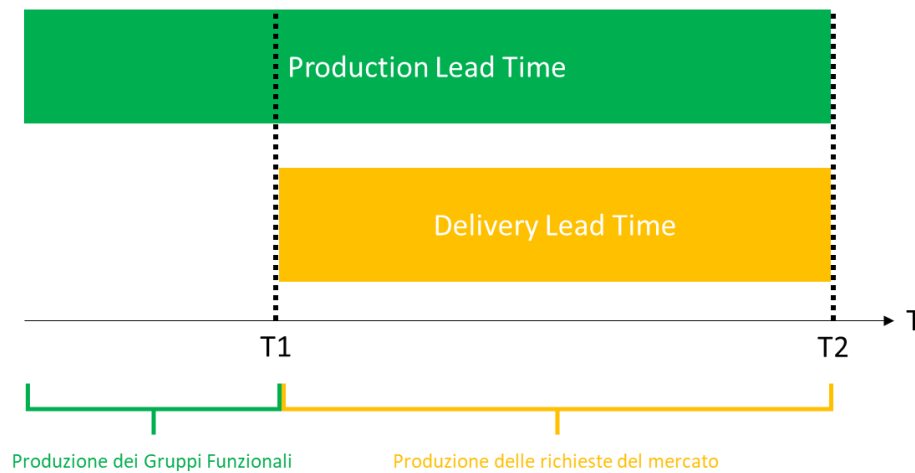 Production Lead Time
Delivery Lead Time
T
T1
T2
Produzione dei Gruppi Funzionali
Produzione delle richieste del mercato